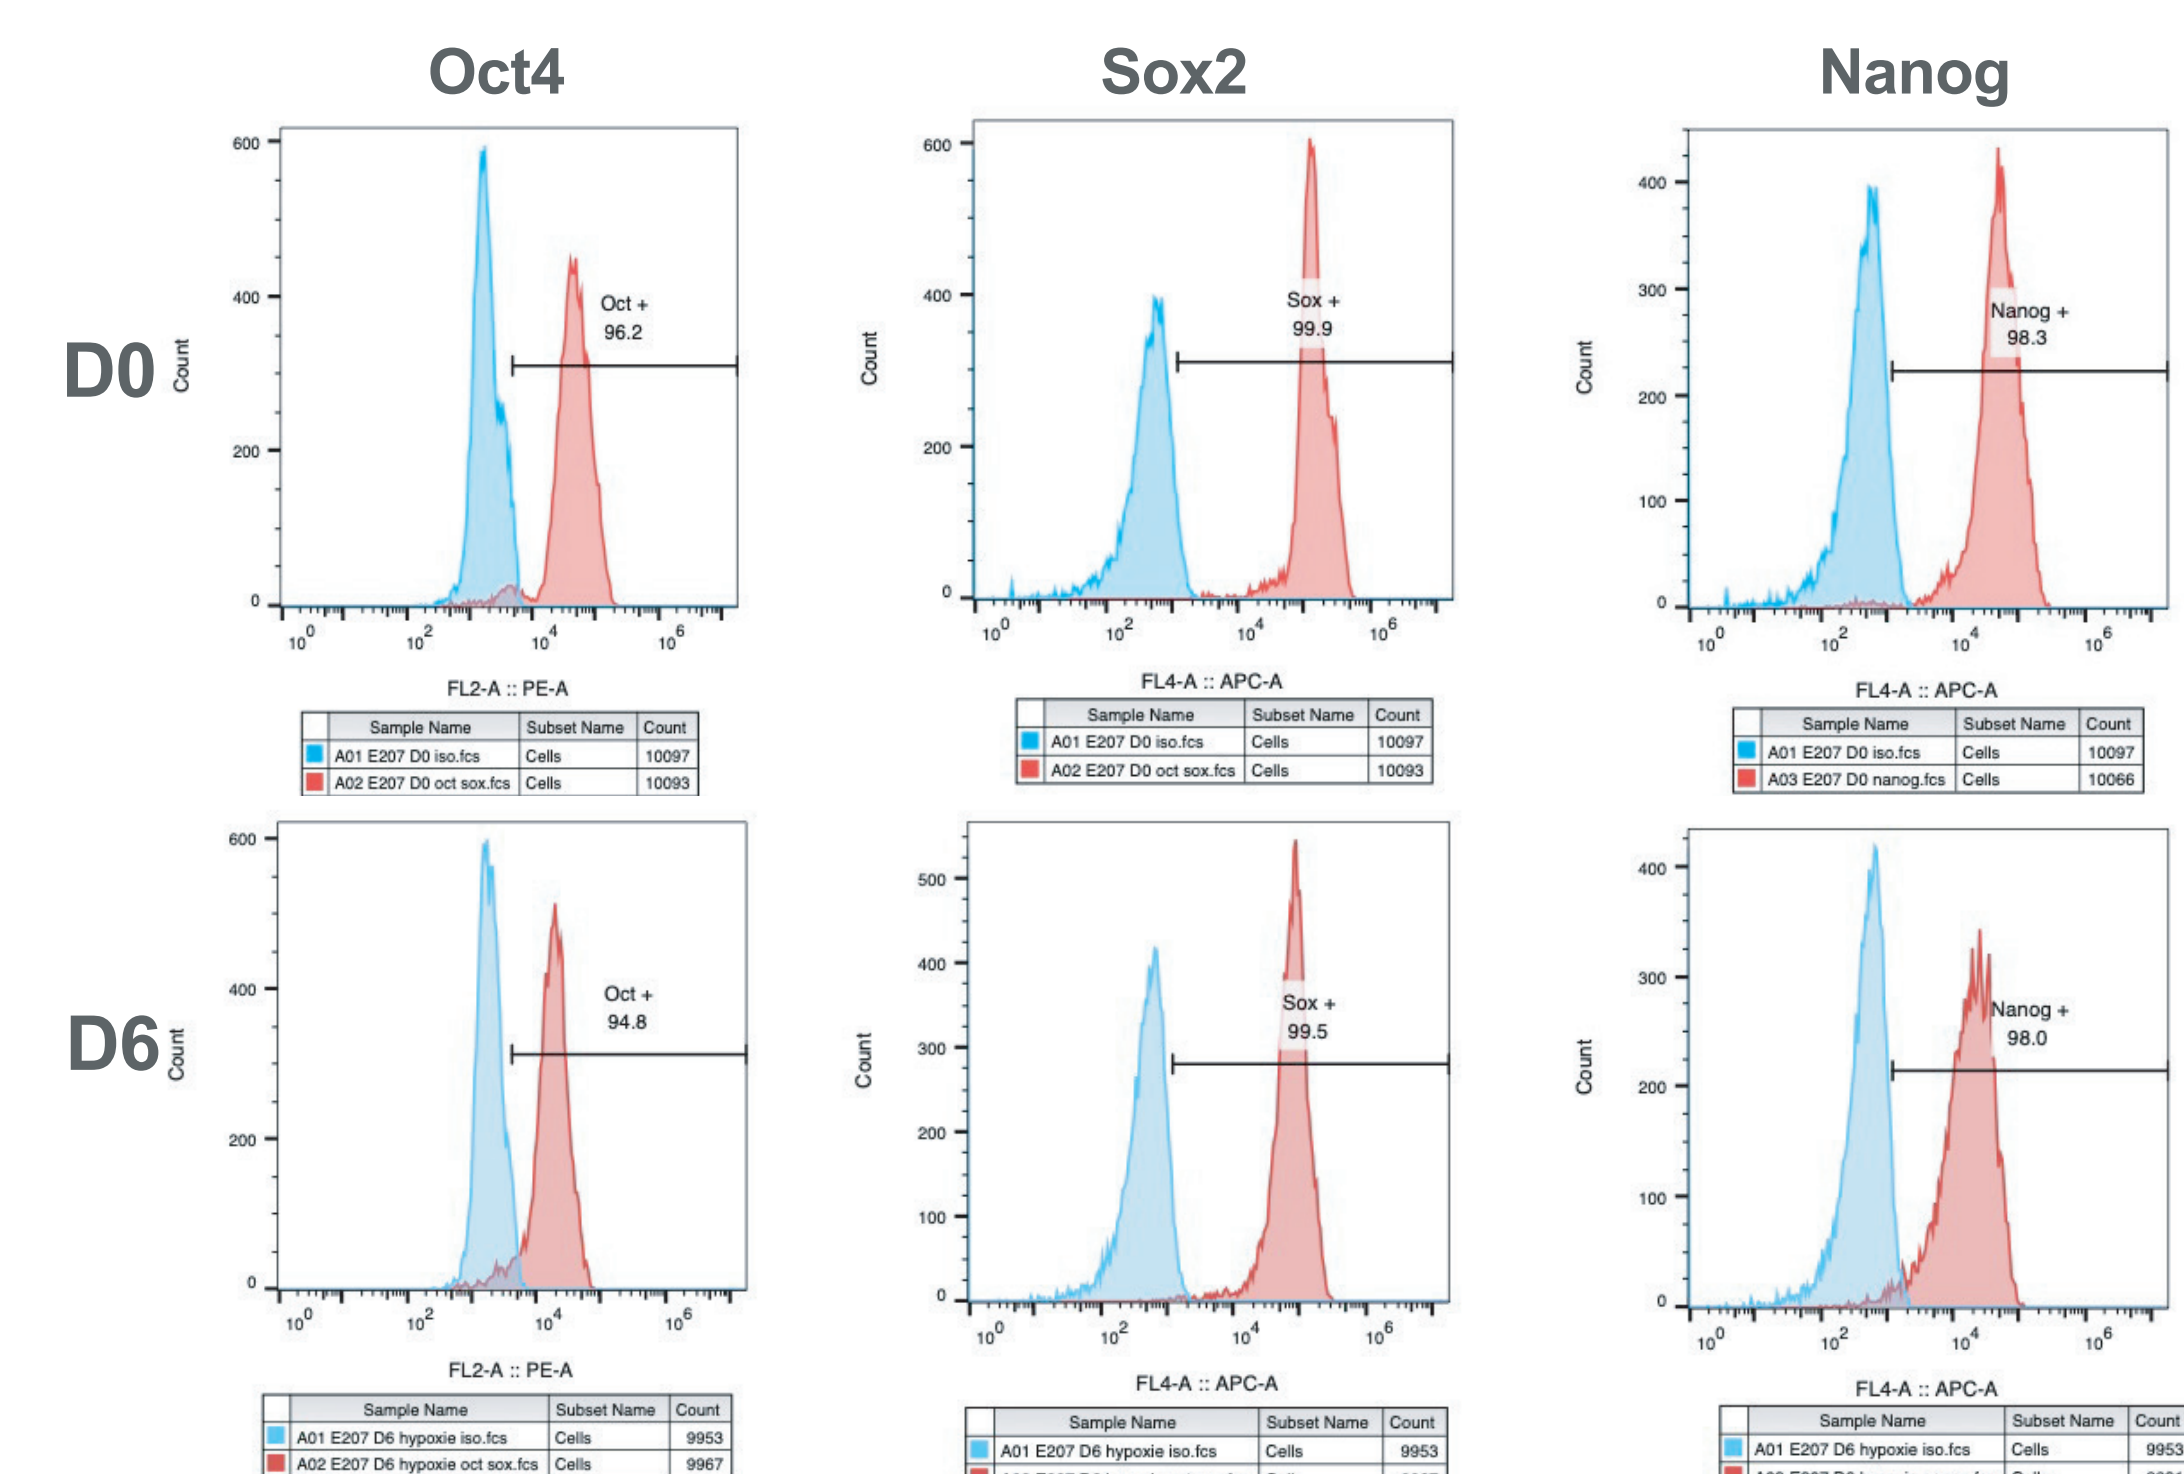 Oct4
Sox2
Nanog
D0
Count
600
400
200
0
Oct +
96.2
10^0 10^2 10^4 10^6
FL2-A :: PE-A
Sample Name Subset Name Count
A01 E207 D0 iso.fcs Cells 10097
A02 E207 D0 oct sox.fcs Cells 10093
Count
600
400
200
0
Sox +
99.9
10^0 10^2 10^4 10^6
FL4-A :: APC-A
Sample Name Subset Name Count
A01 E207 D0 iso.fcs Cells 10097
A02 E207 D0 oct sox.fcs Cells 10093
Count
400
300
200
100
0
Nanog +
98.3
10^0 10^2 10^4 10^6
FL4-A :: APC-A
Sample Name Subset Name Count
A01 E207 D0 iso.fcs Cells 10097
A03 E207 D0 nanog.fcs Cells 10066
D6
Count
600
400
200
0
Oct +
94.8
10^0 10^2 10^4 10^6
FL2-A :: PE-A
Sample Name Subset Name Count
A01 E207 D6 hypoxie iso.fcs Cells 9953
A02 E207 D6 hypoxie oct sox.fcs Cells 9967
Count
500
400
300
200
100
0
Sox +
99.5
10^0 10^2 10^4 10^6
FL4-A :: APC-A
Sample Name Subset Name Count
A01 E207 D6 hypoxie iso.fcs Cells 9953
Count
400
300
200
100
0
Nanog +
98.0
10^0 10^2 10^4 10^6
FL4-A :: APC-A
Sample Name Subset Name Count
A01 E207 D6 hypoxie iso.fcs Cells 9953